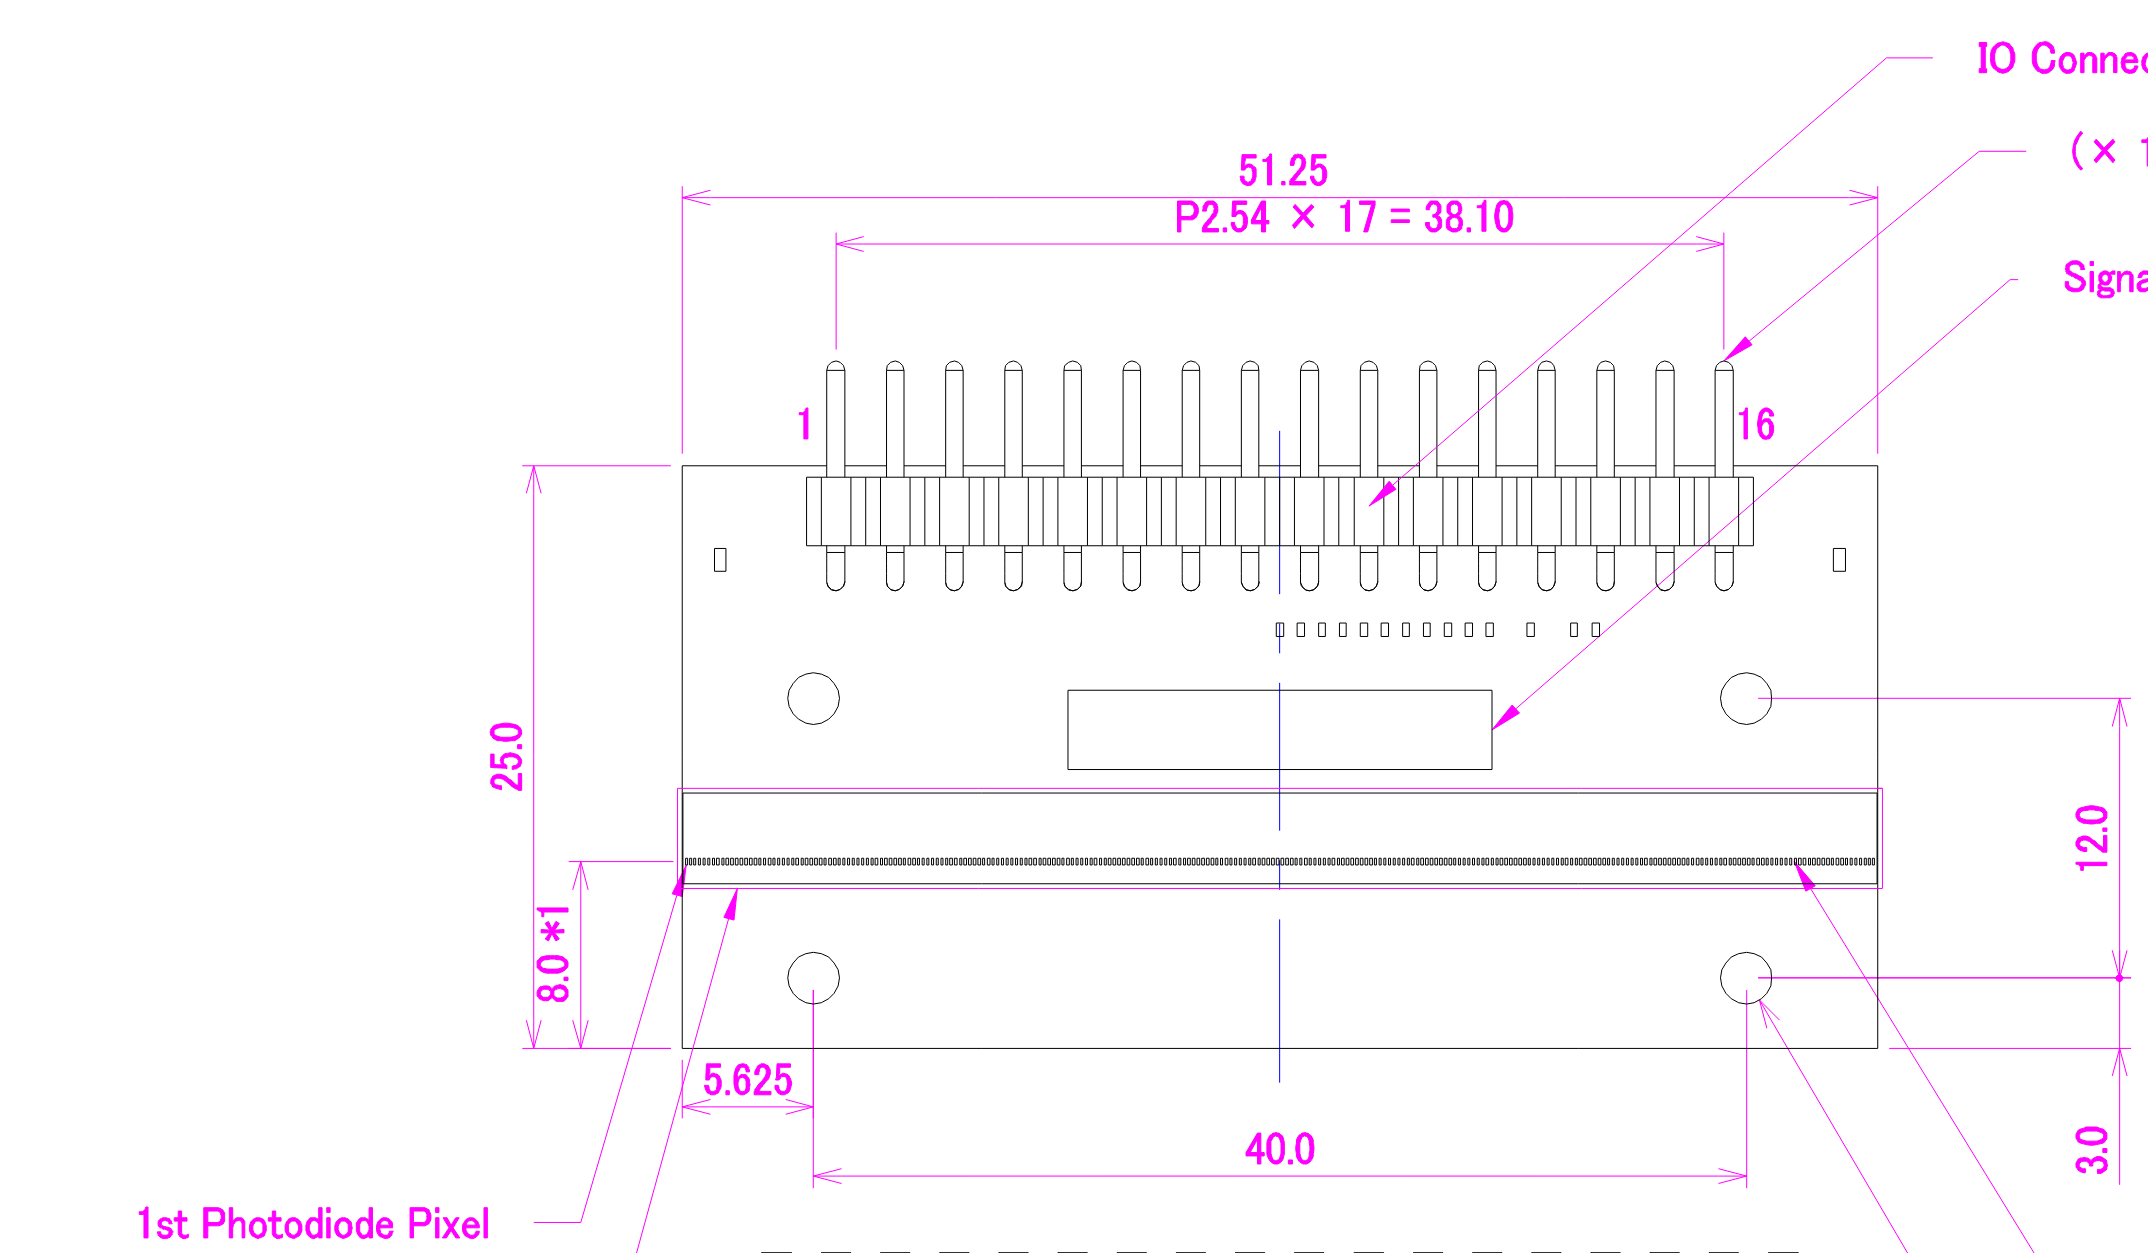 IO Connec
(× 1
51.25
P2.54 × 17 = 38.10
Signa
1
16
25.0
12.0
8.0 *1
5.625
40.0
3.0
1st Photodiode Pixel